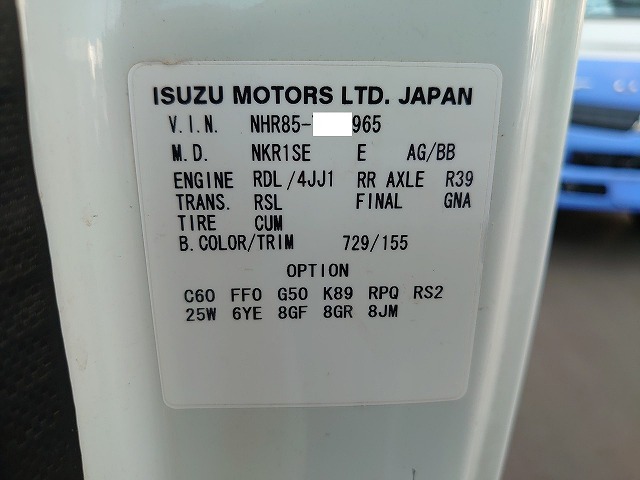 ISUZU MOTORS LTD. JAPAN
V.I.N. NHR85- 965
M.D. NKR1SE E AG/BB
ENGINE RDL/4JJ1 RR AXLE R39
TRANS. RSL FINAL GNA
TIRE CUM
B.COLOR/TRIM 729/155
OPTION
C60 FF0 G50 K89 RPQ RS2
25W 6YE 8GF 8GR 8JM